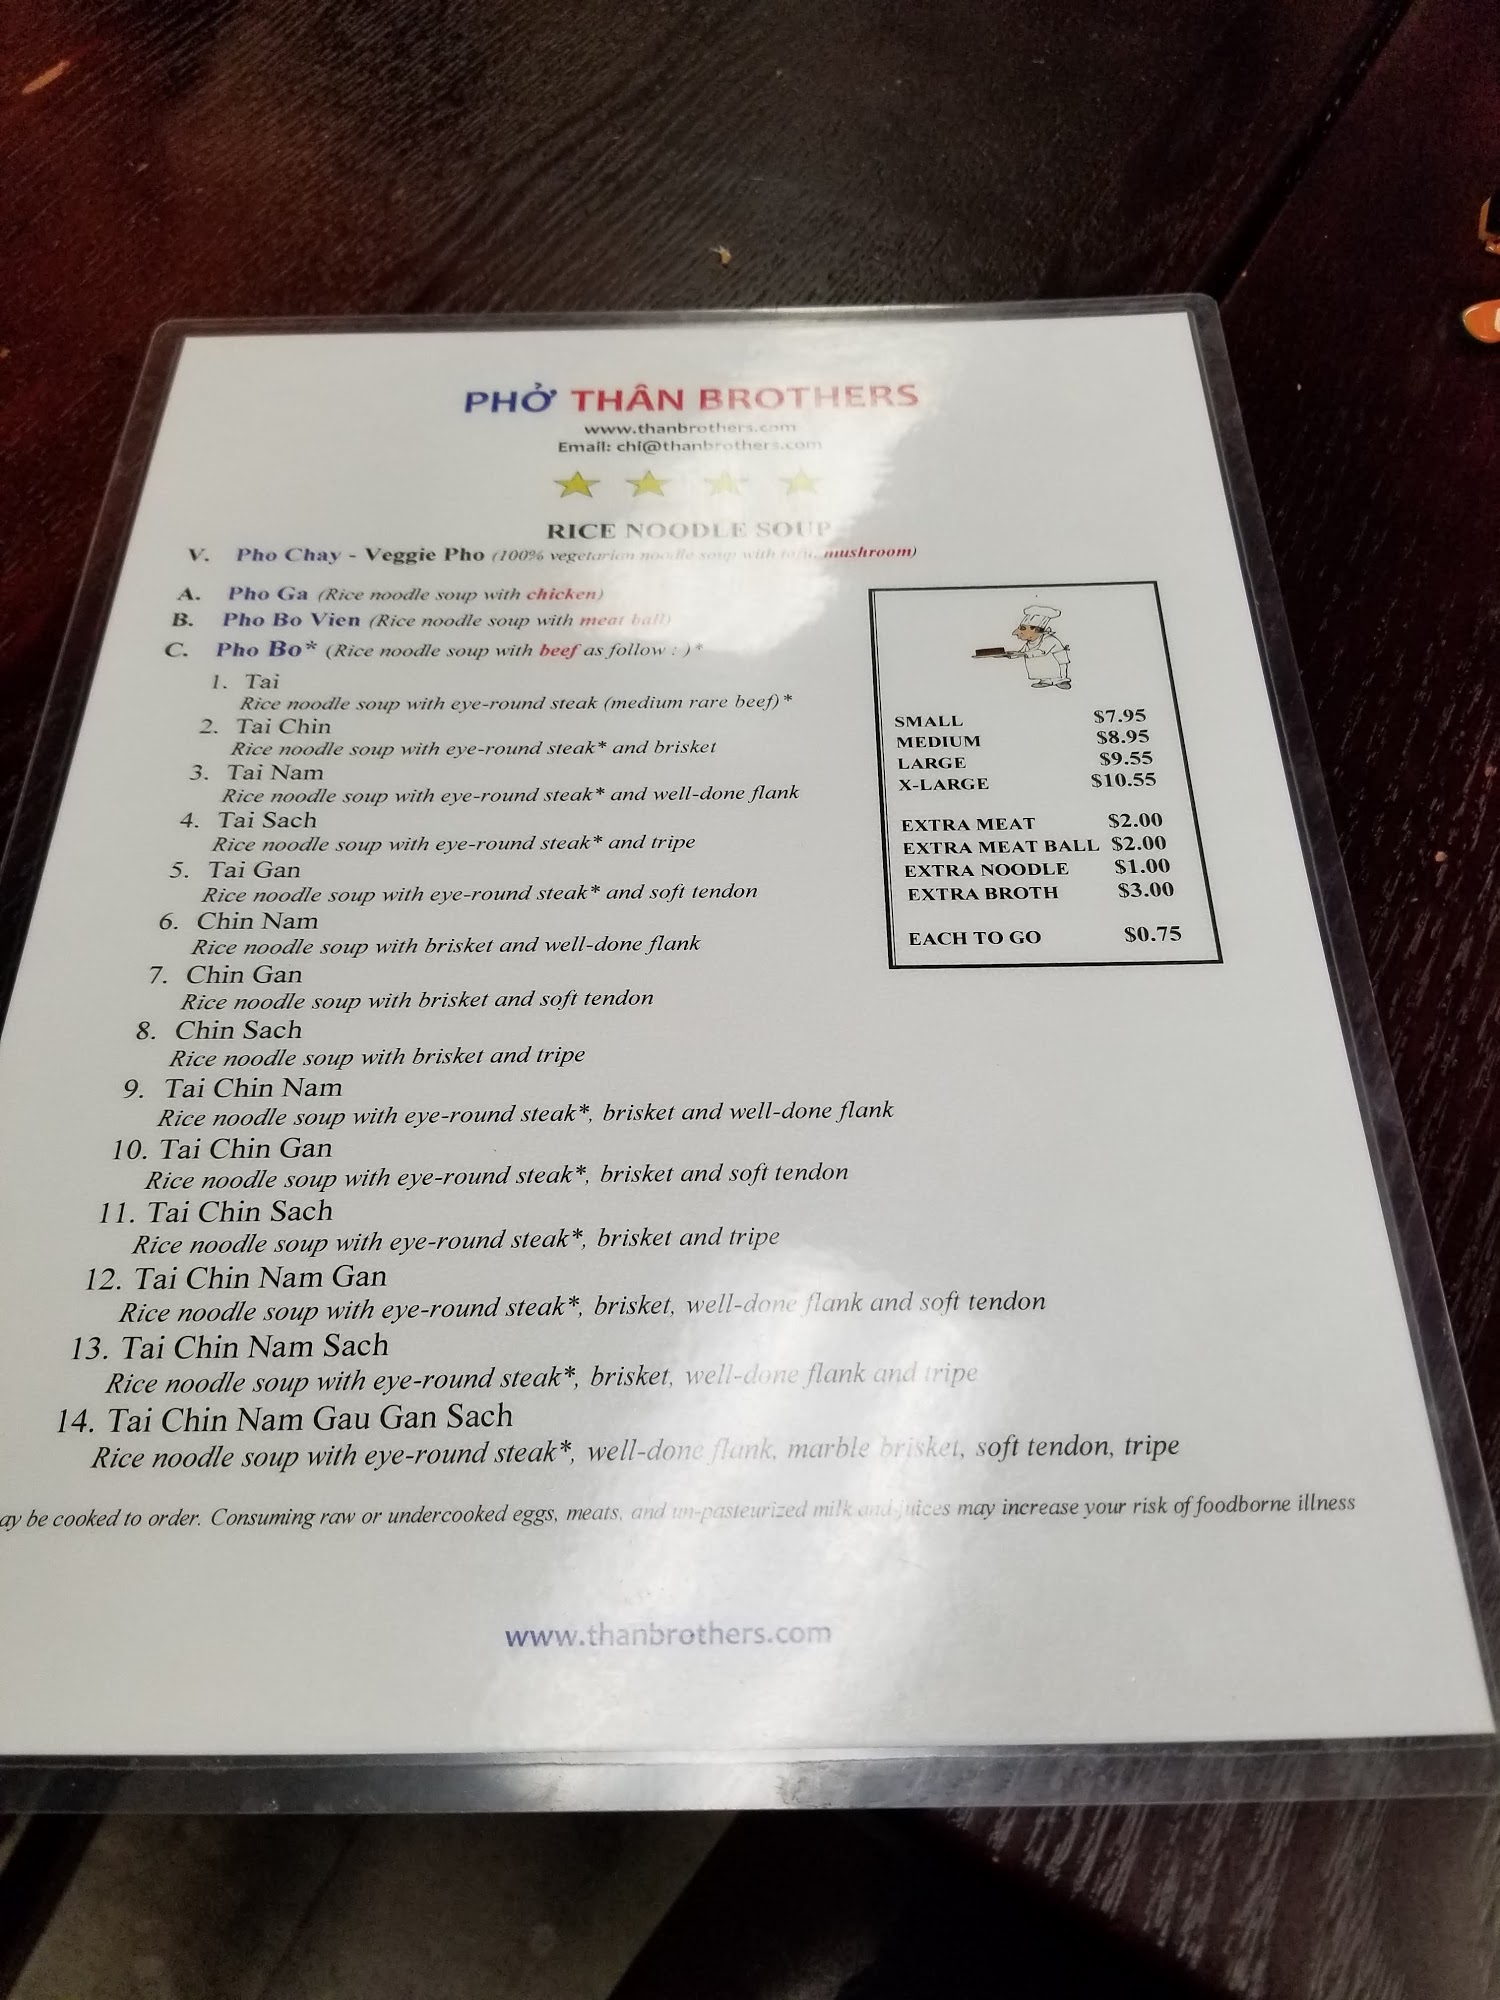 PHỞ THÂN BROTHERS
www.thanbrothers.com
Email: chi@thanbrothers.com
RICE NOODLE SOUP
V. Pho Chay - Veggie Pho (100% vegetarian noodle soup with tofu, mushroom)
A. Pho Ga (Rice noodle soup with chicken)
B. Pho Bo Vien (Rice noodle soup with meat ball)
C. Pho Bo* (Rice noodle soup with beef as follow : )*
1. Tai
Rice noodle soup with eye-round steak (medium rare beef)*
2. Tai Chin
Rice noodle soup with eye-round steak* and brisket
3. Tai Nam
Rice noodle soup with eye-round steak* and well-done flank
4. Tai Sach
Rice noodle soup with eye-round steak* and tripe
5. Tai Gan
Rice noodle soup with eye-round steak* and soft tendon
6. Chin Nam
Rice noodle soup with brisket and well-done flank
7. Chin Gan
Rice noodle soup with brisket and soft tendon
8. Chin Sach
Rice noodle soup with brisket and tripe
9. Tai Chin Nam
Rice noodle soup with eye-round steak*, brisket and well-done flank
10. Tai Chin Gan
Rice noodle soup with eye-round steak*, brisket and soft tendon
11. Tai Chin Sach
Rice noodle soup with eye-round steak*, brisket and tripe
12. Tai Chin Nam Gan
Rice noodle soup with eye-round steak*, brisket, well-done flank and soft tendon
13. Tai Chin Nam Sach
Rice noodle soup with eye-round steak*, brisket, well-done flank and tripe
14. Tai Chin Nam Gau Gan Sach
Rice noodle soup with eye-round steak*, well-done flank, marble brisket, soft tendon, tripe
SMALL $7.95
MEDIUM $8.95
LARGE $9.55
X-LARGE $10.55
EXTRA MEAT $2.00
EXTRA MEAT BALL $2.00
EXTRA NOODLE $1.00
EXTRA BROTH $3.00
EACH TO GO $0.75
ay be cooked to order. Consuming raw or undercooked eggs, meats, and un-pasteurized milk and juices may increase your risk of foodborne illness
www.thanbrothers.com